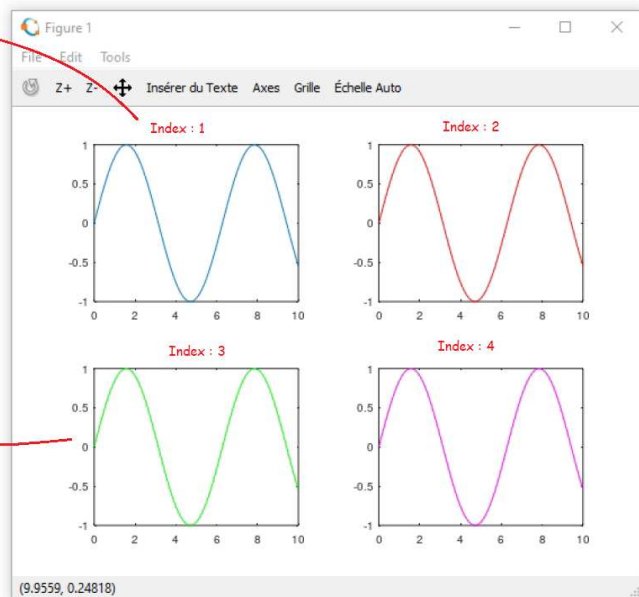 Figure 1
File Edit Tools
Z+ Z- Insérer du Texte Axes Grille Échelle Auto
Index : 1
Index : 2
1
0.5
0
-0.5
-1
0 2 4 6 8 10
1
0.5
0
-0.5
-1
0 2 4 6 8 10
Index : 3
Index : 4
1
0.5
0
-0.5
-1
0 2 4 6 8 10
1
0.5
0
-0.5
-1
0 2 4 6 8 10
(9.9559, 0.24818)